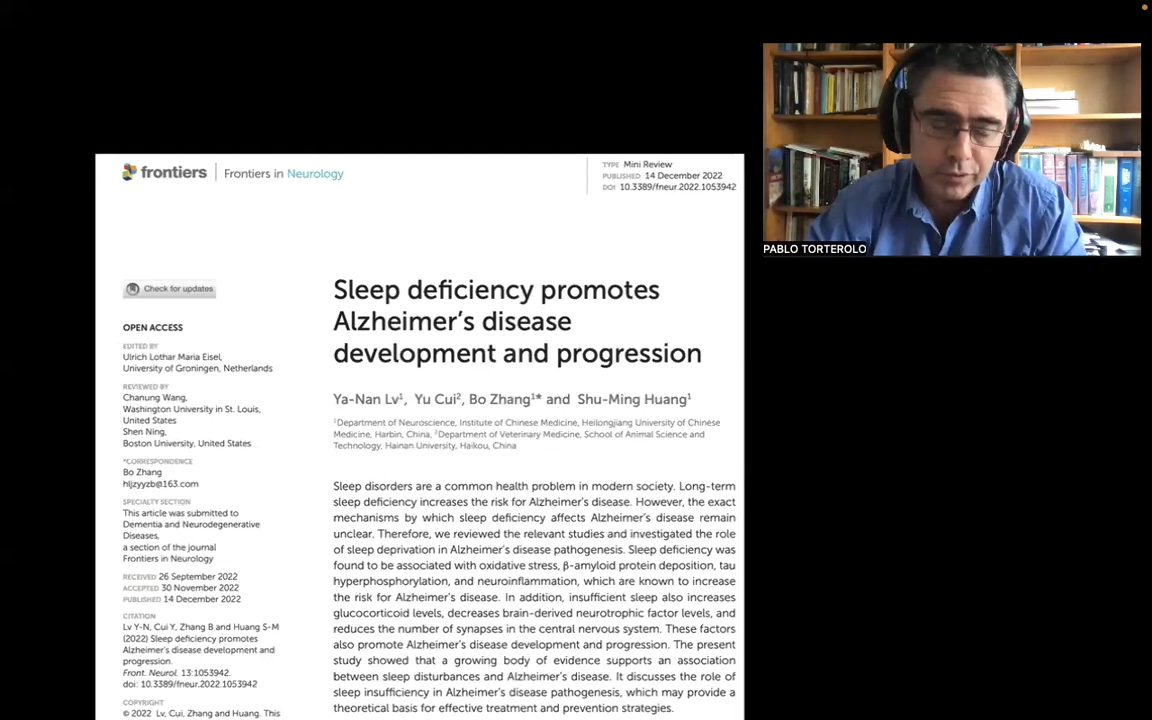 frontiers | Frontiers in Neurology
TYPE Mini Review
PUBLISHED 14 December 2022
DOI 10.3389/fneur.2022.1053942
PABLO TORTEROLO
Check for updates
OPEN ACCESS
EDITED BY
Ulrich Lothar Maria Eisel,
University of Groningen, Netherlands
REVIEWED BY
Chanung Wang,
Washington University in St. Louis,
United States
Shen Ning,
Boston University, United States
*CORRESPONDENCE
Bo Zhang
hljzyyzb@163.com
SPECIALTY SECTION
This article was submitted to
Dementia and Neurodegenerative
Diseases,
a section of the journal
Frontiers in Neurology
RECEIVED 26 September 2022
ACCEPTED 30 November 2022
PUBLISHED 14 December 2022
CITATION
Lv Y-N, Cui Y, Zhang B and Huang S-M
(2022) Sleep deficiency promotes
Alzheimer's disease development and
progression.
Front. Neurol. 13:1053942.
doi: 10.3389/fneur.2022.1053942
COPYRIGHT
© 2022 Lv, Cui, Zhang and Huang. This
Sleep deficiency promotes
Alzheimer's disease
development and progression
Ya-Nan Lv1, Yu Cui2, Bo Zhang1* and Shu-Ming Huang1
1Department of Neuroscience, Institute of Chinese Medicine, Heilongjiang University of Chinese
Medicine, Harbin, China, 2Department of Veterinary Medicine, School of Animal Science and
Technology, Hainan University, Haikou, China
Sleep disorders are a common health problem in modern society. Long-term
sleep deficiency increases the risk for Alzheimer's disease. However, the exact
mechanisms by which sleep deficiency affects Alzheimer's disease remain
unclear. Therefore, we reviewed the relevant studies and investigated the role
of sleep deprivation in Alzheimer's disease pathogenesis. Sleep deficiency was
found to be associated with oxidative stress, β-amyloid protein deposition, tau
hyperphosphorylation, and neuroinflammation, which are known to increase
the risk for Alzheimer's disease. In addition, insufficient sleep also increases
glucocorticoid levels, decreases brain-derived neurotrophic factor levels, and
reduces the number of synapses in the central nervous system. These factors
also promote Alzheimer's disease development and progression. The present
study showed that a growing body of evidence supports an association
between sleep disturbances and Alzheimer's disease. It discusses the role of
sleep insufficiency in Alzheimer's disease pathogenesis, which may provide a
theoretical basis for effective treatment and prevention strategies.